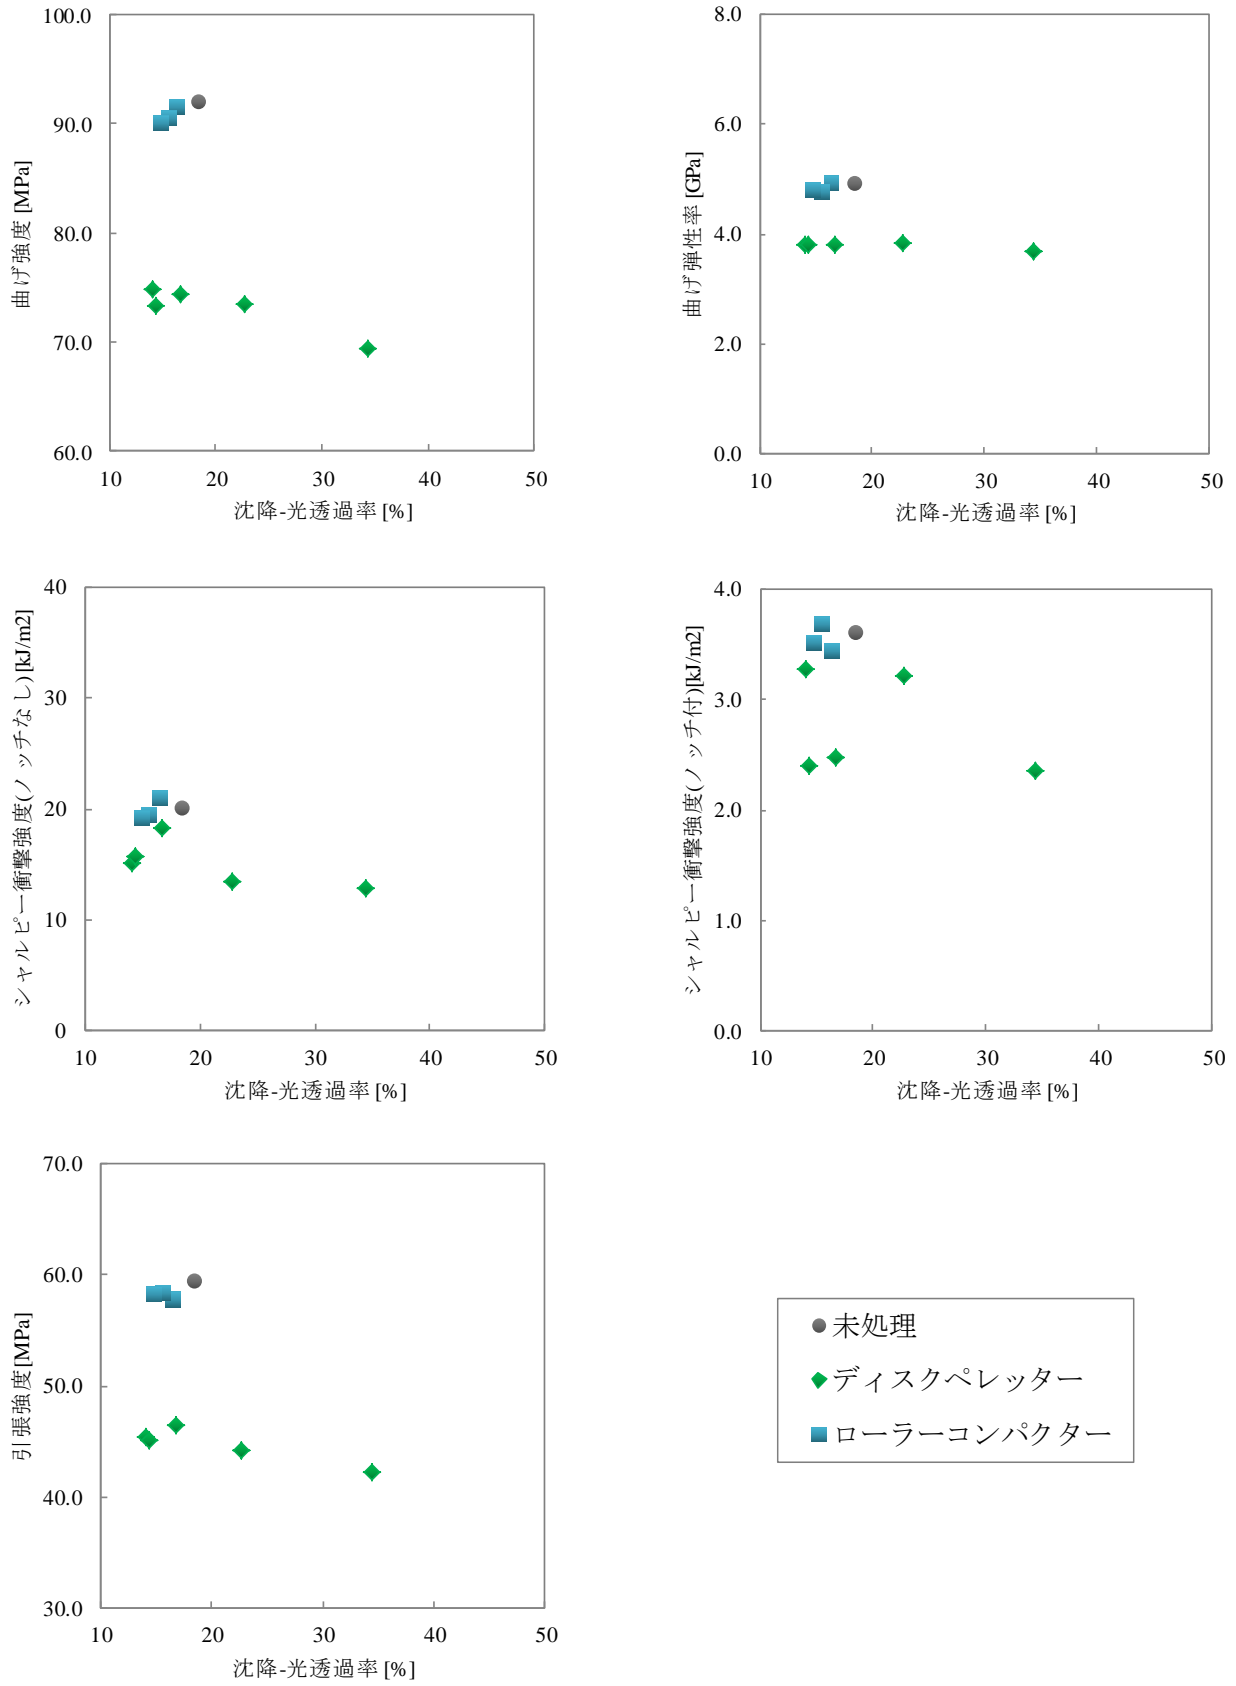 100.0
90.0
80.0
70.0
60.0
曲げ強度 [MPa]
10 20 30 40 50
沈降-光透過率 [%]
8.0
6.0
4.0
2.0
0.0
曲げ弾性率 [GPa]
10 20 30 40 50
沈降-光透過率 [%]
40
30
20
10
0
シャルピー衝撃強度(ノッチなし)[kJ/m2]
10 20 30 40 50
沈降-光透過率 [%]
4.0
3.0
2.0
1.0
0.0
シャルピー衝撃強度(ノッチ付)[kJ/m2]
10 20 30 40 50
沈降-光透過率 [%]
70.0
60.0
50.0
40.0
30.0
引張強度[MPa]
10 20 30 40 50
沈降-光透過率 [%]
未処理
ディスクペレッター
ローラーコンパクター